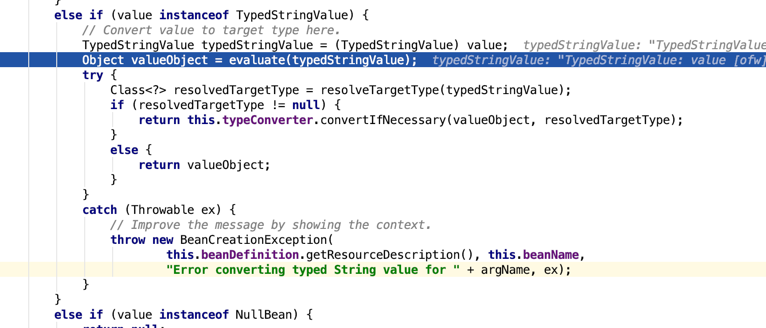 }
else if (value instanceof TypedStringValue) {
// Convert value to target type here.
TypedStringValue typedStringValue = (TypedStringValue) value;  typedStringValue: "TypedStringValue
Object valueObject = evaluate(typedStringValue);  typedStringValue: "TypedStringValue: value [ofw]
try {
Class<?> resolvedTargetType = resolveTargetType(typedStringValue);
if (resolvedTargetType != null) {
return this.typeConverter.convertIfNecessary(valueObject, resolvedTargetType);
}
else {
return valueObject;
}
}
catch (Throwable ex) {
// Improve the message by showing the context.
throw new BeanCreationException(
this.beanDefinition.getResourceDescription(), this.beanName,
"Error converting typed String value for " + argName, ex);
}
}
else if (value instanceof NullBean) {
return null;